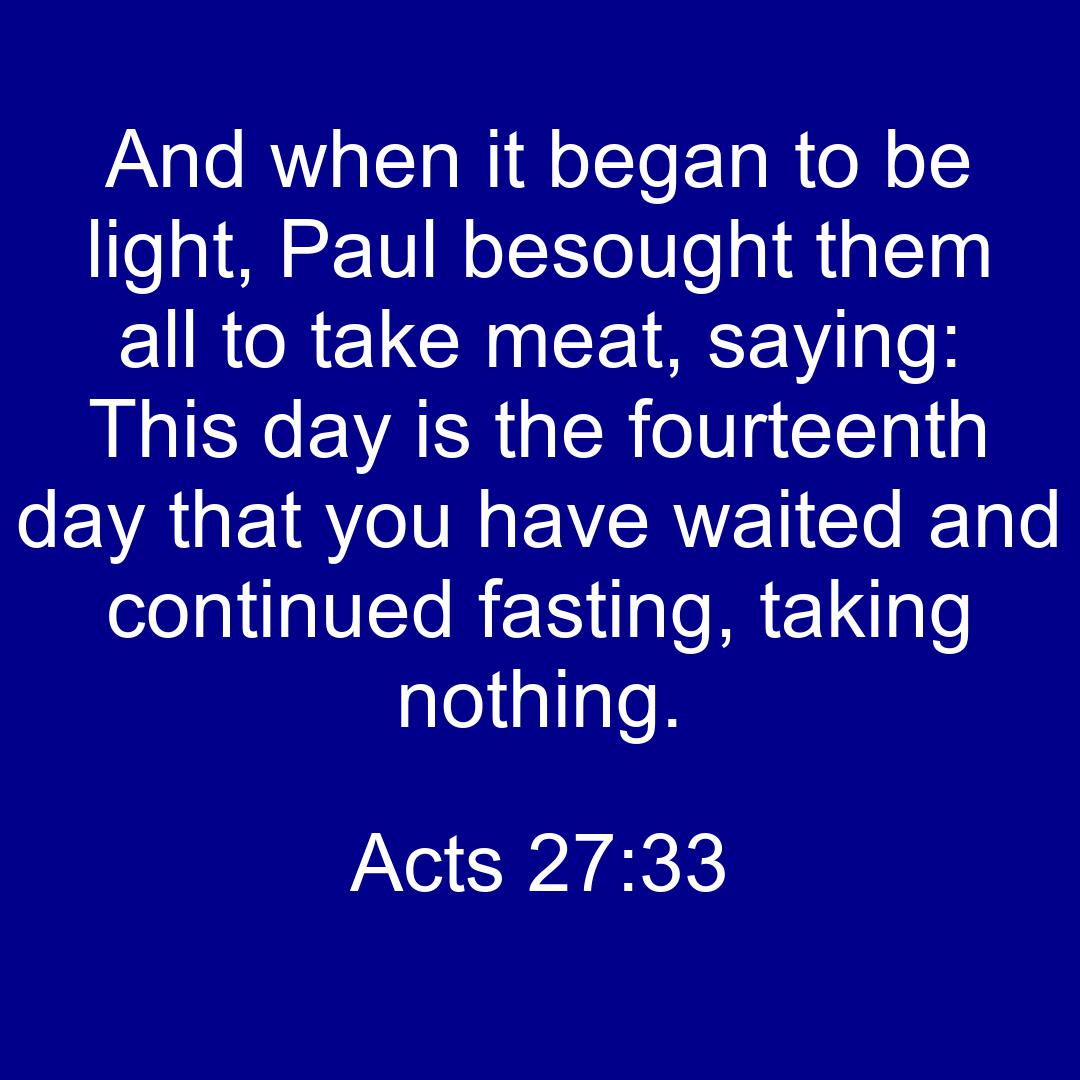 And when it began to be
light, Paul besought them
all to take meat, saying:
This day is the fourteenth
day that you have waited and
continued fasting, taking
nothing.
Acts 27:33